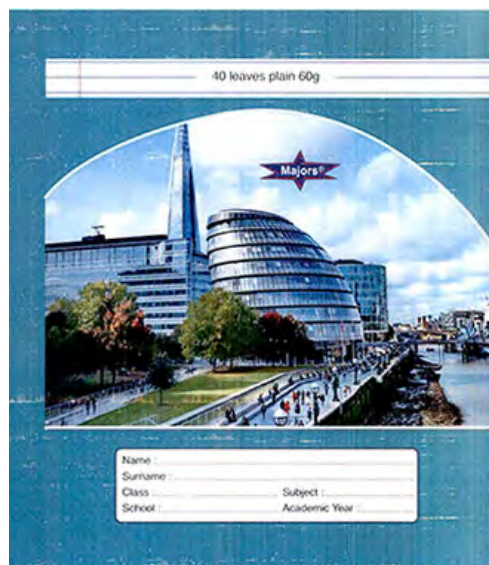 40 leaves plain 60g
Majors®
Name :
Surname :
Class : Subject :
School : Academic Year :